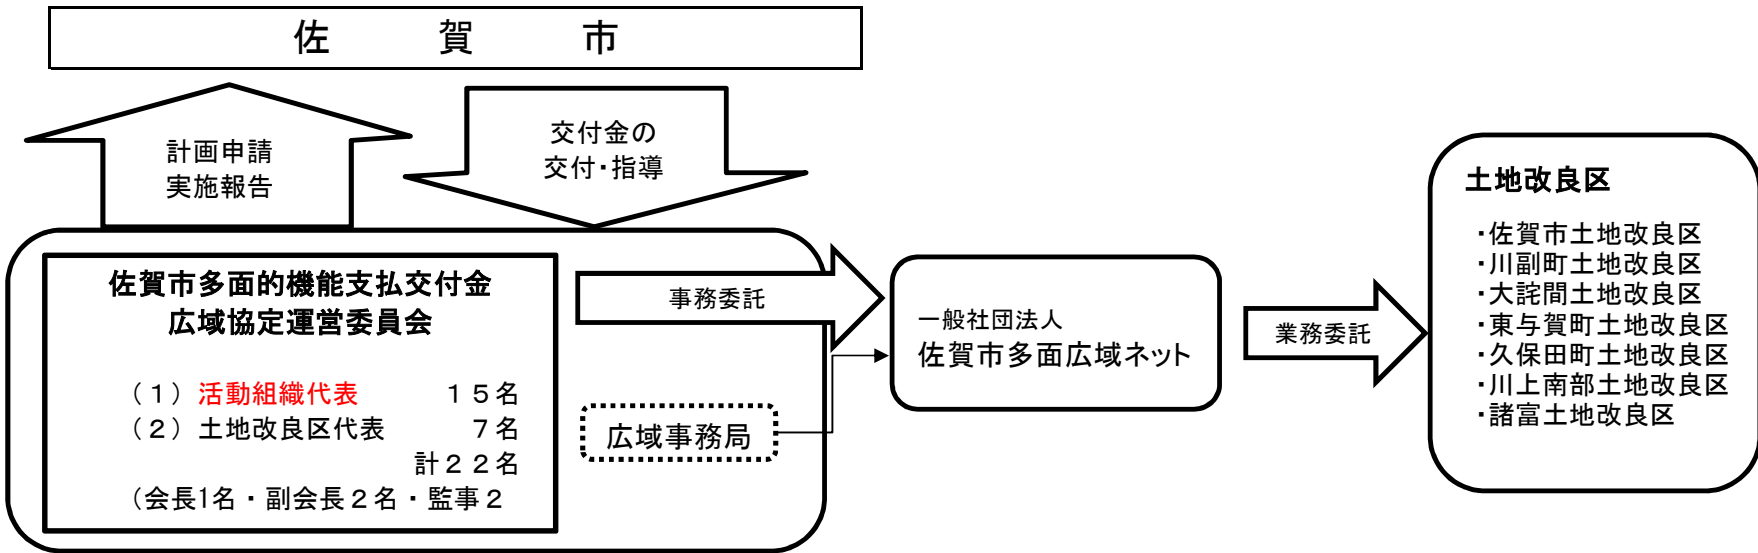 佐　賀　市
計画申請
実施報告
交付金の
交付・指導
佐賀市多面的機能支払交付金
広域協定運営委員会
（１）活動組織代表　１５名
（２）土地改良区代表　７名
計２２名
（会長1名・副会長２名・監事２
事務委託
広域事務局
一般社団法人
佐賀市多面広域ネット
業務委託
土地改良区
・佐賀市土地改良区
・川副町土地改良区
・大詫間土地改良区
・東与賀町土地改良区
・久保田町土地改良区
・川上南部土地改良区
・諸富土地改良区